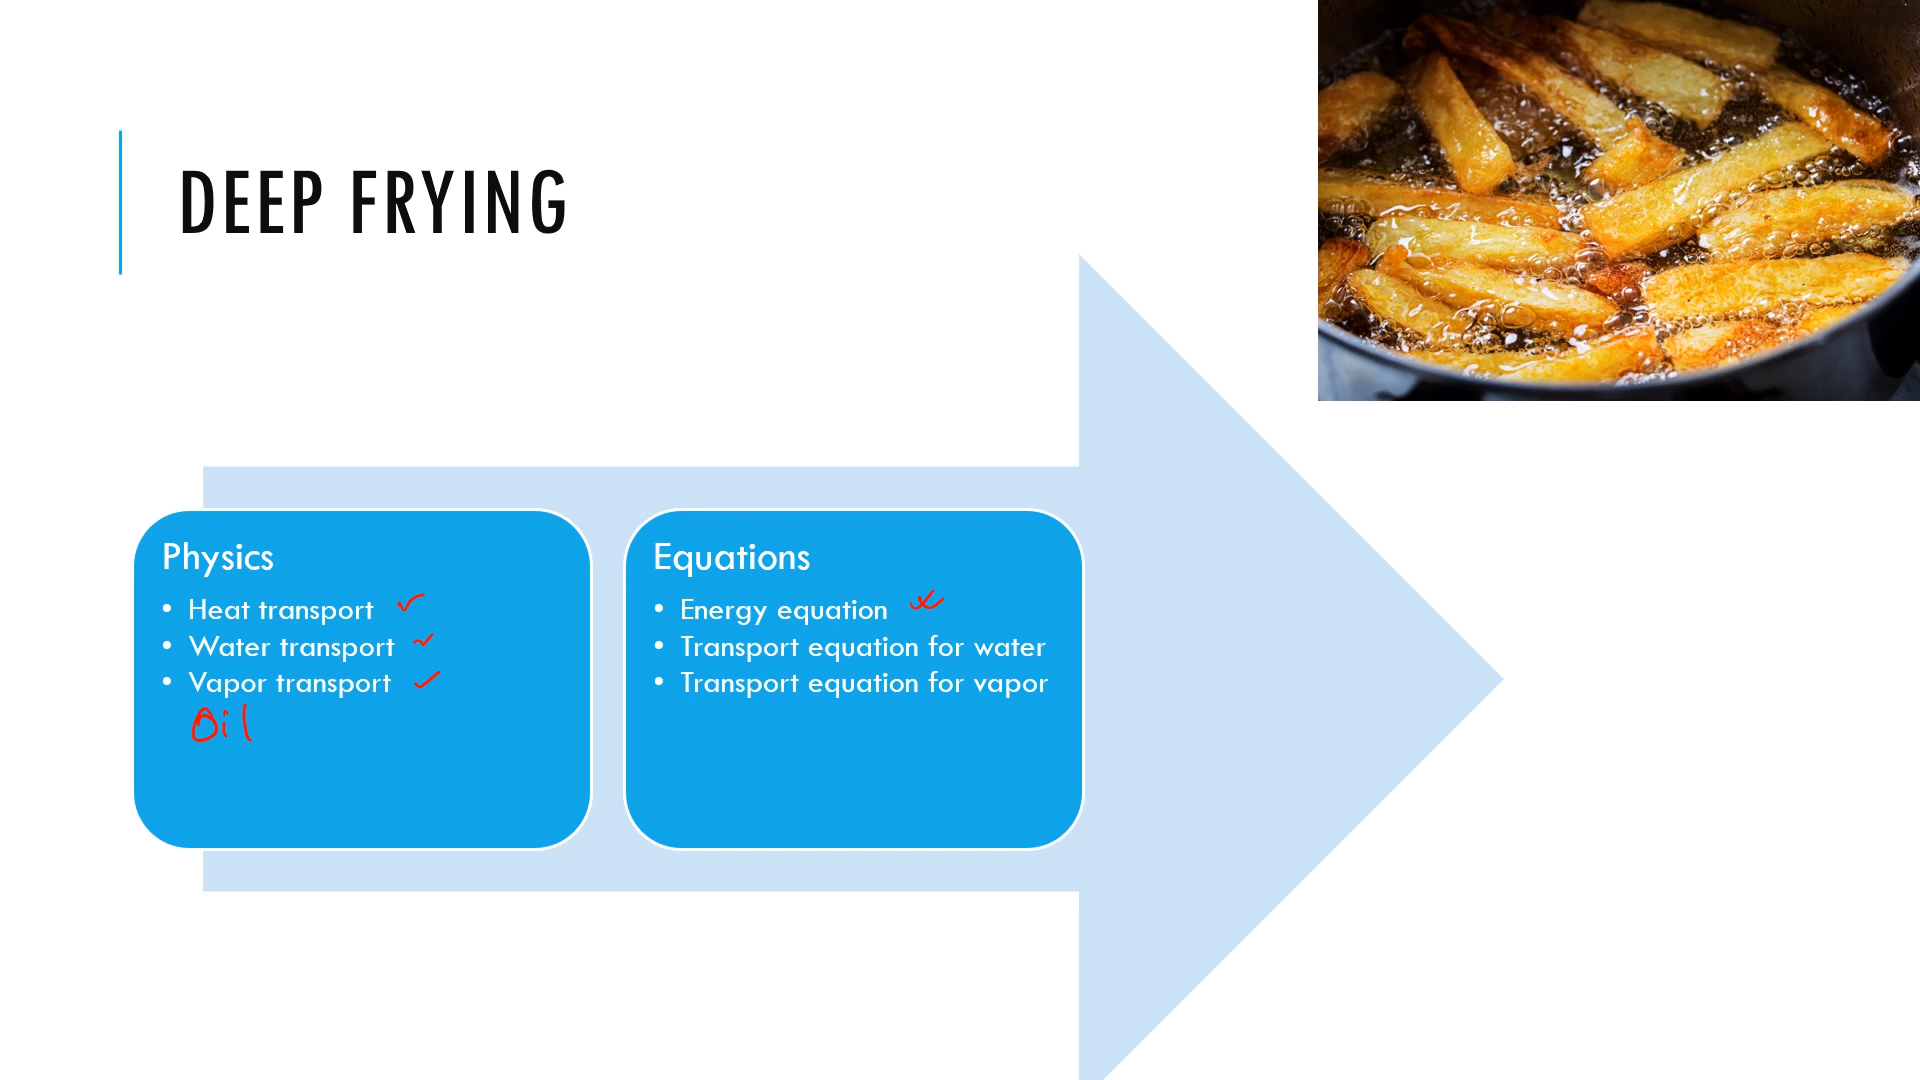 DEEP FRYING
Physics
• Heat transport ✓
• Water transport ✓
• Vapor transport ✓
Oil
Equations
• Energy equation
• Transport equation for water
• Transport equation for vapor